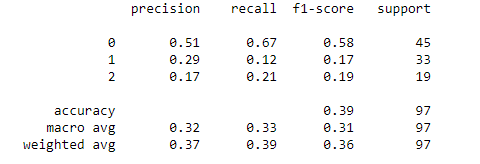 precision recall f1-score support
0 0.51 0.67 0.58 45
1 0.29 0.12 0.17 33
2 0.17 0.21 0.19 19
accuracy 0.39 97
macro avg 0.32 0.33 0.31 97
weighted avg 0.37 0.39 0.36 97